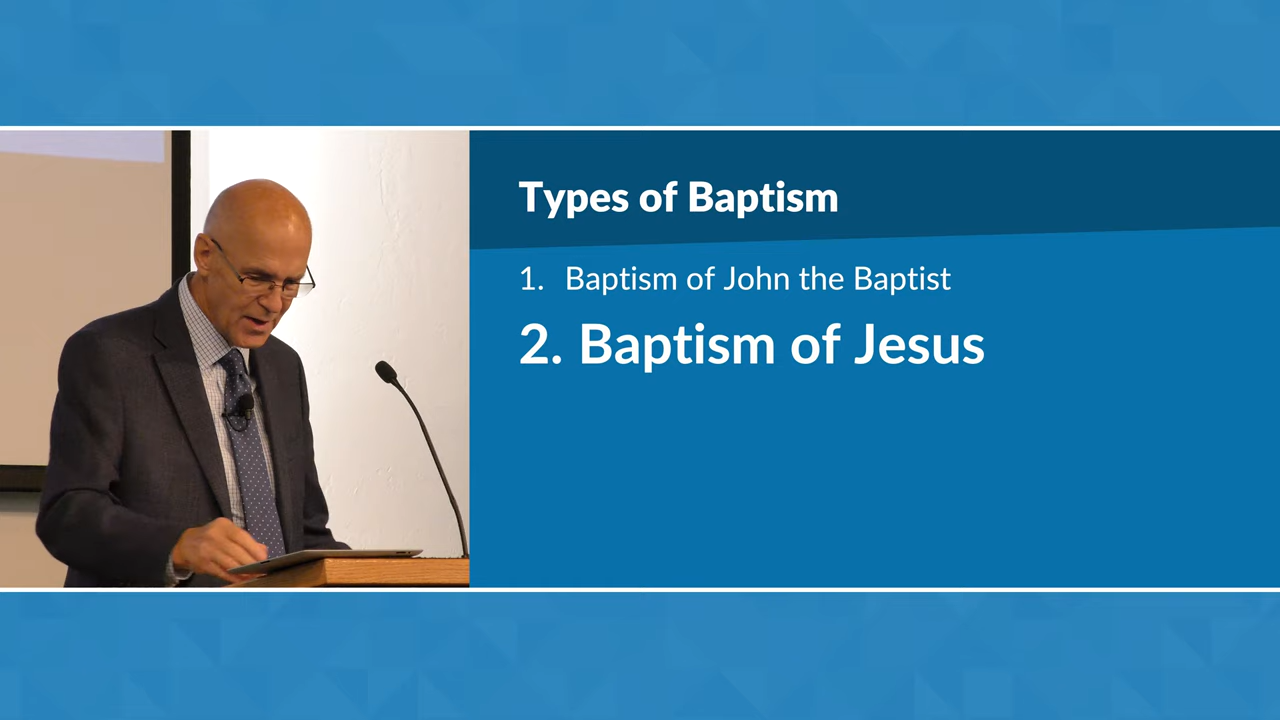 Types of Baptism
1. Baptism of John the Baptist
2. Baptism of Jesus